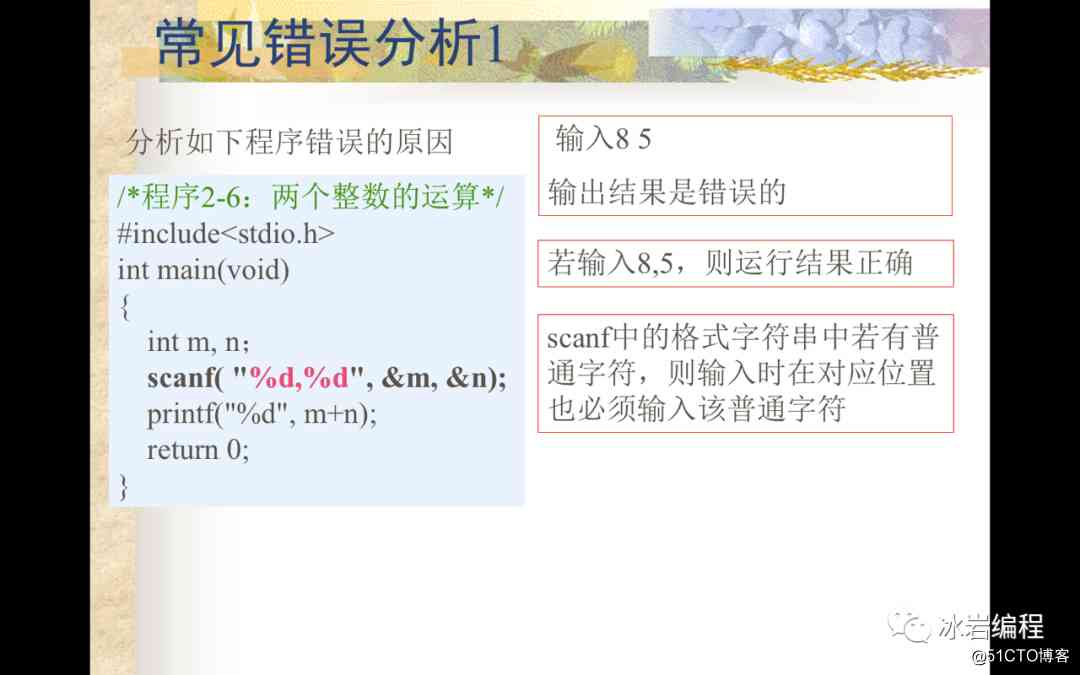 常见错误分析1
分析如下程序错误的原因
/*程序2-6：两个整数的运算*/
#include<stdio.h>
int main(void)
{
int m, n；
scanf( "%d,%d", &m, &n);
printf("%d", m+n);
return 0;
}
输入8 5
输出结果是错误的
若输入8,5，则运行结果正确
scanf中的格式字符串中若有普
通字符，则输入时在对应位置
也必须输入该普通字符
冰岩编程
@51CTO博客